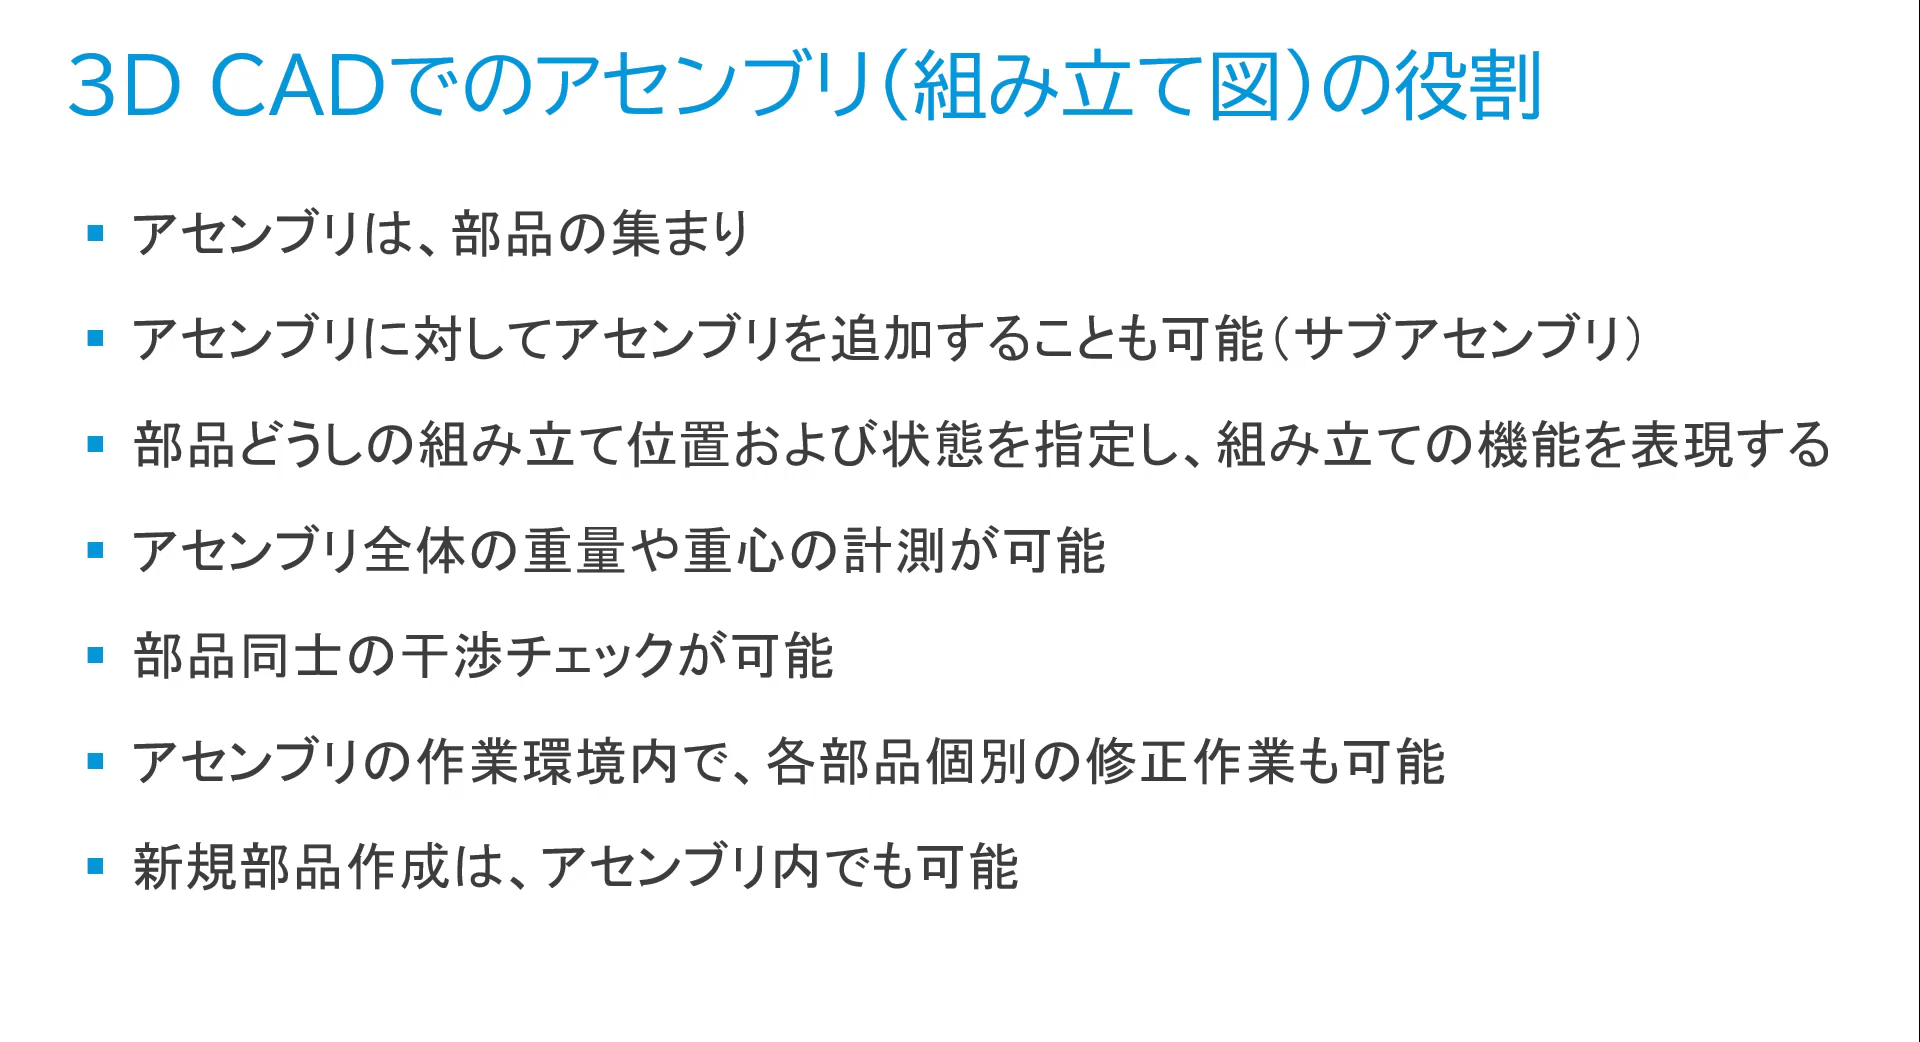 3D CADでのアセンブリ（組み立て図）の役割
▪ アセンブリは、部品の集まり
▪ アセンブリに対してアセンブリを追加することも可能（サブアセンブリ）
▪ 部品どうしの組み立て位置および状態を指定し、組み立ての機能を表現する
▪ アセンブリ全体の重量や重心の計測が可能
▪ 部品同士の干渉チェックが可能
▪ アセンブリの作業環境内で、各部品個別の修正作業も可能
▪ 新規部品作成は、アセンブリ内でも可能